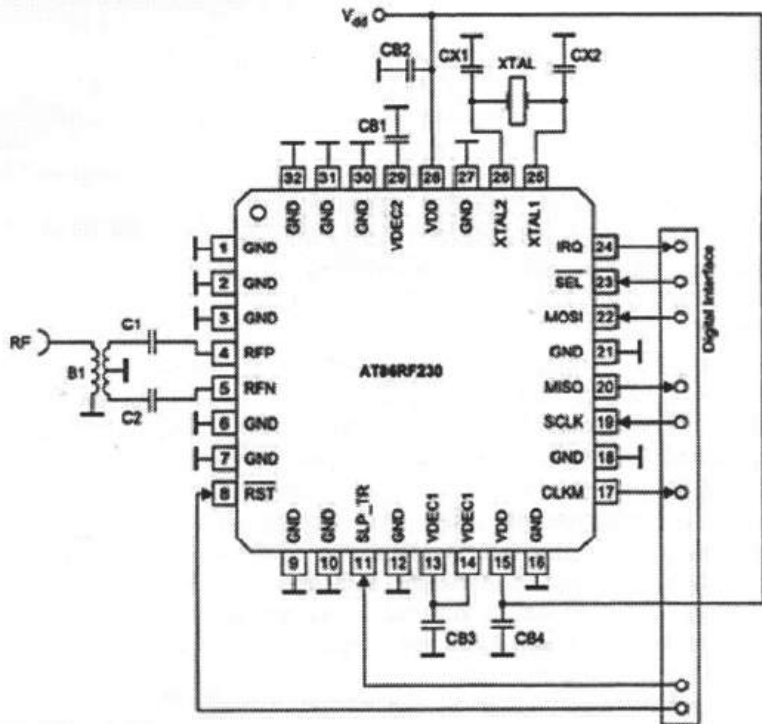 Vdd
CB2
CX1
XTAL
CX2
CB1
32 31 30 29 28 27 26 25
GND GND GND VDEC2 VDD GND XTAL2 XTAL1
1 GND
2 GND
3 GND
4 RFP
5 RFN
6 GND
7 GND
8 RST
RF
B1
C1
C2
AT86RF230
IRQ 24
SEL 23
MOSI 22
GND 21
MISO 20
SCLK 19
GND 18
CLKM 17
Digital Interface
GND GND SLP_TR GND VDEC1 VDEC1 VDD GND
9 10 11 12 13 14 15 16
CB3
CB4